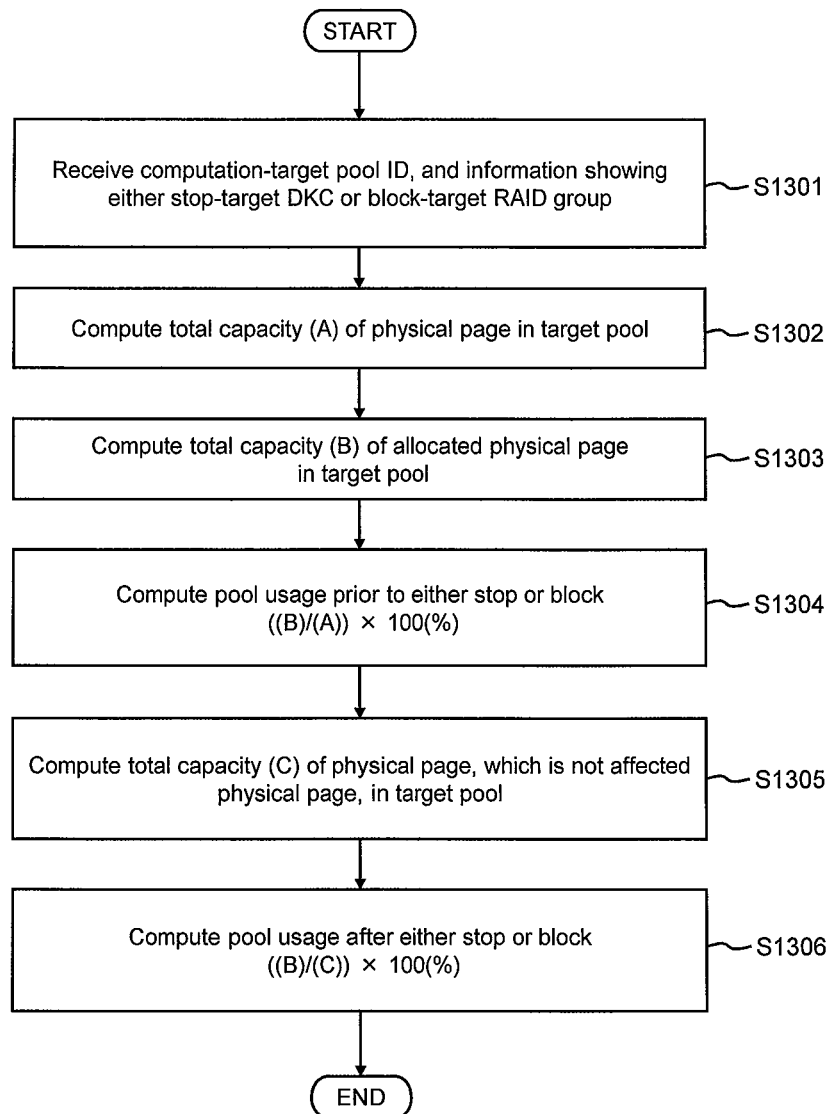 START
Receive computation-target pool ID, and information showing
either stop-target DKC or block-target RAID group
S1301
Compute total capacity (A) of physical page in target pool
S1302
Compute total capacity (B) of allocated physical page
in target pool
S1303
Compute pool usage prior to either stop or block
((B)/(A)) × 100(%)
S1304
Compute total capacity (C) of physical page, which is not affected
physical page, in target pool
S1305
Compute pool usage after either stop or block
((B)/(C)) × 100(%)
S1306
END